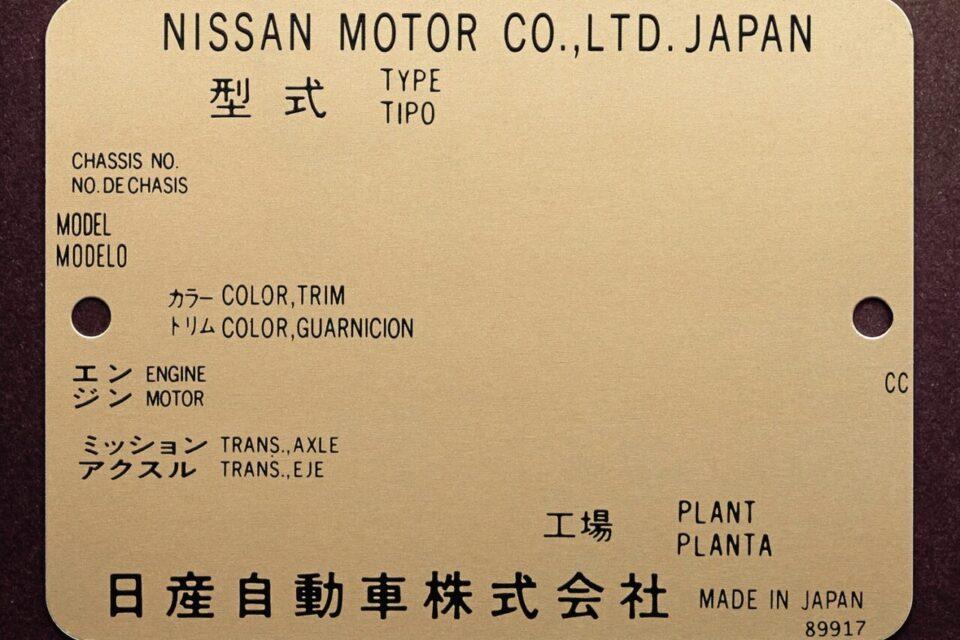 NISSAN MOTOR CO.,LTD. JAPAN
型式 TYPE
TIPO
CHASSIS NO.
NO. DE CHASIS
MODEL
MODELO
カラー COLOR,TRIM
トリム COLOR,GUARNICION
エン ENGINE
ジン MOTOR
CC
ミッション TRANS.,AXLE
アクスル TRANS.,EJE
工場 PLANT
PLANTA
日産自動車株式会社 MADE IN JAPAN
89917